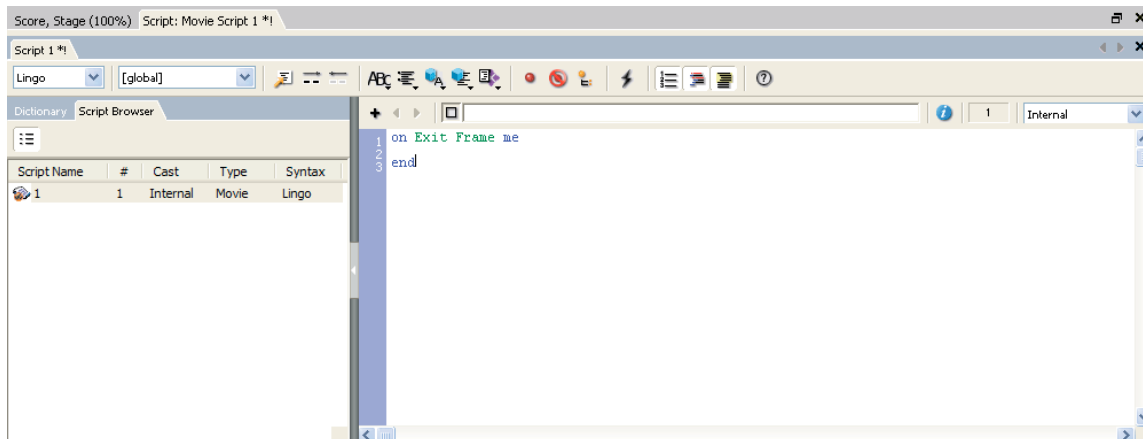 Score, Stage (100%) Script: Movie Script 1 *!
Script 1 *!
Lingo [global] ABC
Dictionary Script Browser
1 Internal
Script Name # Cast Type Syntax
1 1 Internal Movie Lingo
1 on Exit Frame me
2
3 end